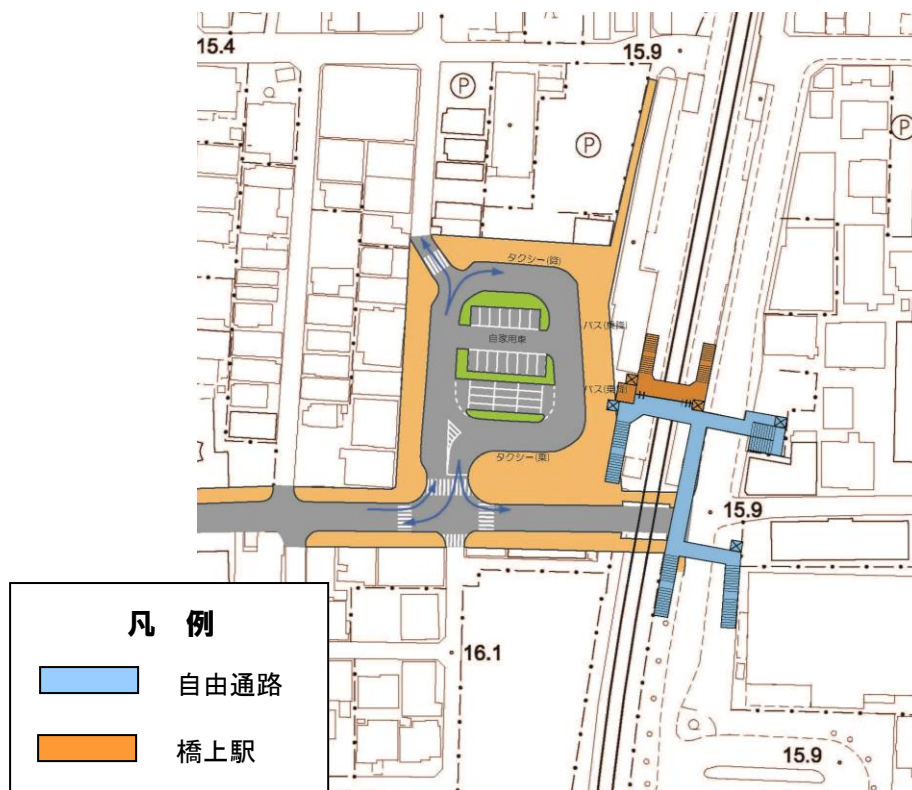 15.4
15.9
P
P
P
タクシー(降)
バス(乗降)
自家用車
バス(乗降)
タクシー(乗)
15.9
凡 例
自由通路
橋上駅
16.1
15.9